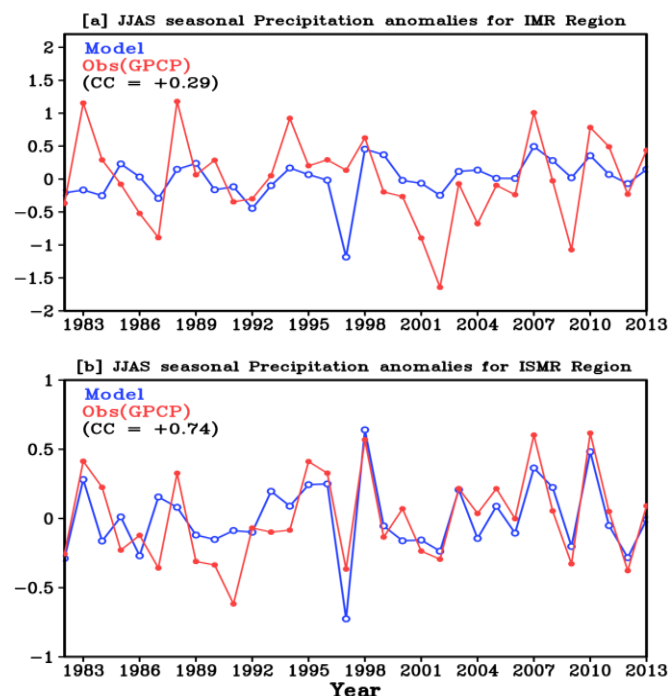 [a] JJAS seasonal Precipitation anomalies for IMR Region
2
Model
1.5
Obs(GPCP)
(CC = +0.29)
1
0.5
0
−0.5
−1
−1.5
−2
1983 1986 1989 1992 1995 1998 2001 2004 2007 2010 2013
[b] JJAS seasonal Precipitation anomalies for ISMR Region
1
Model
Obs(GPCP)
(CC = +0.74)
0.5
0
−0.5
−1
1983 1986 1989 1992 1995 1998 2001 2004 2007 2010 2013
Year